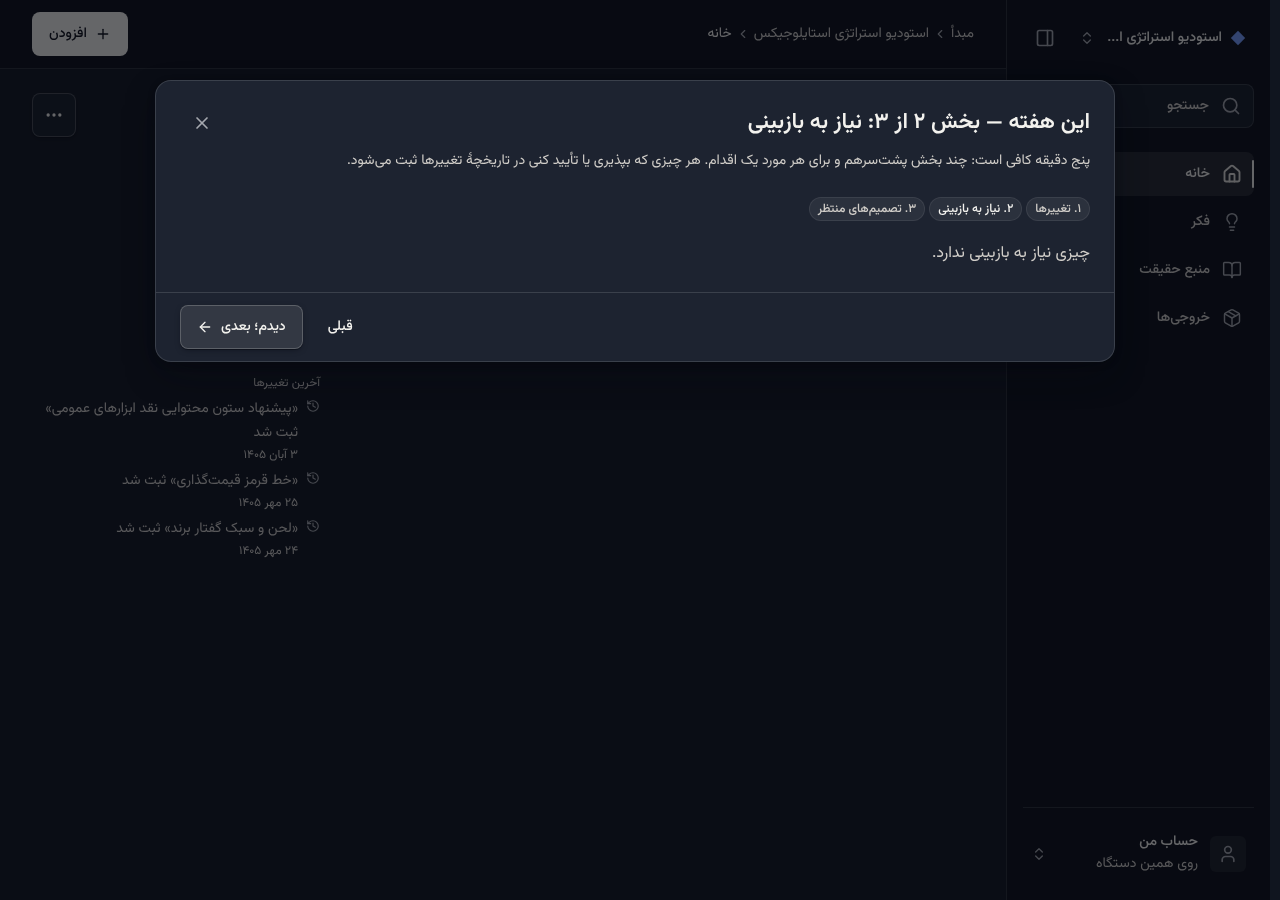 استودیو استراتژی ا...
جستجو
خانه
فکر
منبع حقیقت
خروجی‌ها
حساب من
روی همین دستگاه
مبدأ › استودیو استراتژی استایلوجیکس › خانه
افزودن
این هفته — بخش ۲ از ۳: نیاز به بازبینی
پنج دقیقه کافی است: چند بخش پشت‌سرهم و برای هر مورد یک اقدام. هر چیزی که بپذیری یا تأیید کنی در تاریخچهٔ تغییرها ثبت می‌شود.
۱. تغییرها ۲. نیاز به بازبینی ۳. تصمیم‌های منتظر
چیزی نیاز به بازبینی ندارد.
قبلی
دیدم؛ بعدی
آخرین تغییرها
«پیشنهاد ستون محتوایی نقد ابزارهای عمومی»
ثبت شد
۳ آبان ۱۴۰۵
«خط قرمز قیمت‌گذاری» ثبت شد
۲۵ مهر ۱۴۰۵
«لحن و سبک گفتار برند» ثبت شد
۲۴ مهر ۱۴۰۵